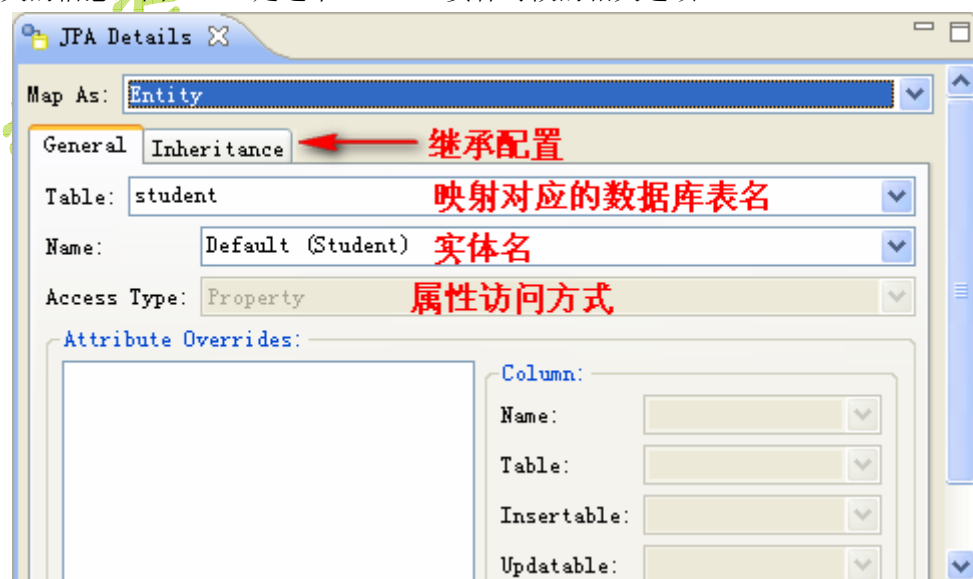 JPA Details
Map As: Entity
General Inheritance 继承配置
Table: student 映射对应的数据库表名
Name: Default (Student) 实体名
Access Type: Property 属性访问方式
Attribute Overrides:
Column:
Name:
Table:
Insertable:
Updatable: